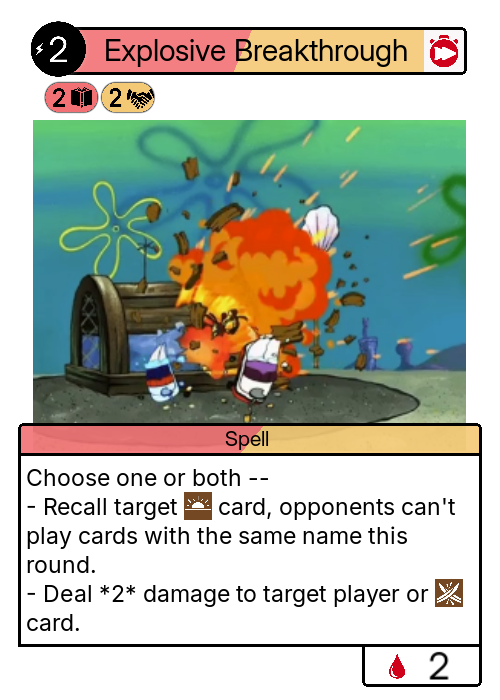 2 Explosive Breakthrough
2 2
Spell
Choose one or both --
- Recall target card, opponents can't
play cards with the same name this
round.
- Deal *2* damage to target player or
card.
2